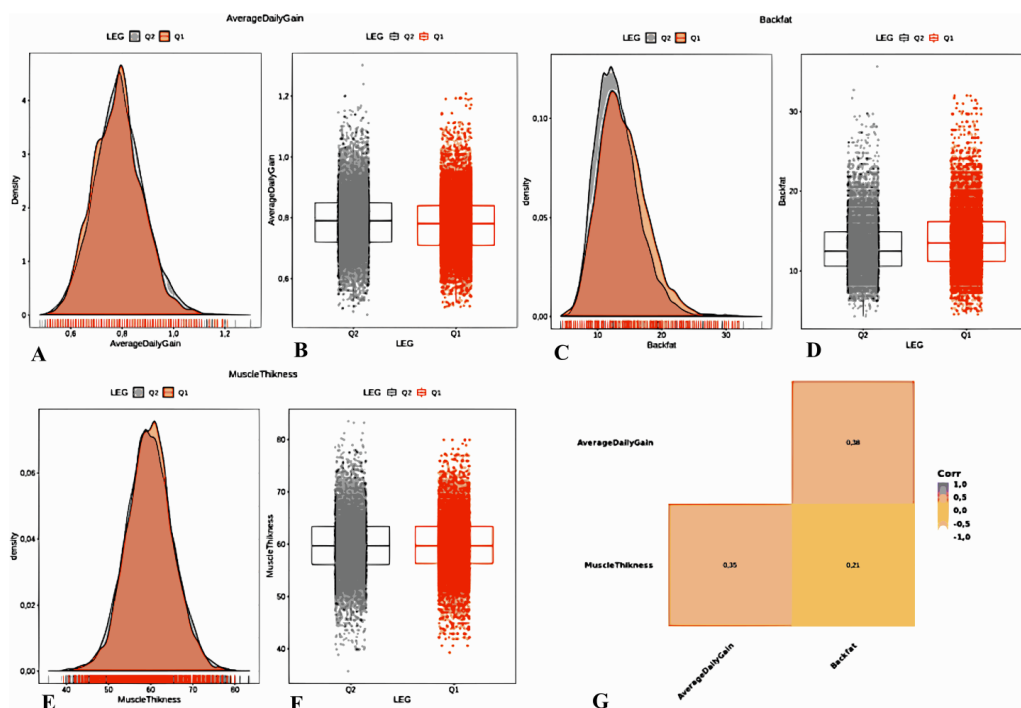 AverageDailyGain
LEG Q2 Q1
Density
4
3
2
1
0
0,6 0,8 1,0 1,2
AverageDailyGain
A
LEG Q2 Q1
AverageDailyGain
1,2
1,0
0,8
0,6
Q2 Q1
LEG
B
Backfat
LEG Q2 Q1
density
0,10
0,05
0,00
10 20 30
Backfat
C
LEG Q2 Q1
Backfat
30
20
10
Q2 Q1
LEG
D
MuscleThikness
LEG Q2 Q1
density
0,06
0,04
0,02
0,00
40 50 60 70 80
MuscleThikness
E
LEG Q2 Q1
MuscleThikness
80
70
60
50
40
Q2 Q1
LEG
F
AverageDailyGain
0,38
MuscleThikness
0,35 0,21
AverageDailyGain
Backfat
Corr
1,0
0,5
0,0
-0,5
-1,0
G